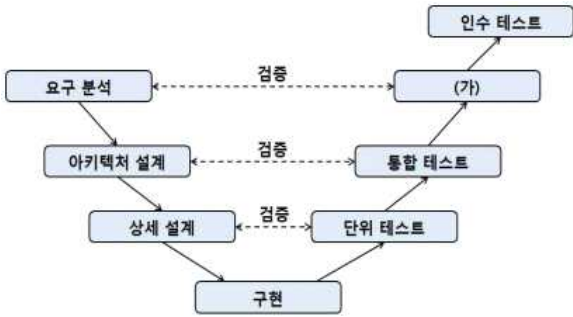 인수 테스트
검증
요구 분석
(가)
검증
아키텍처 설계
통합 테스트
검증
상세 설계
단위 테스트
구현